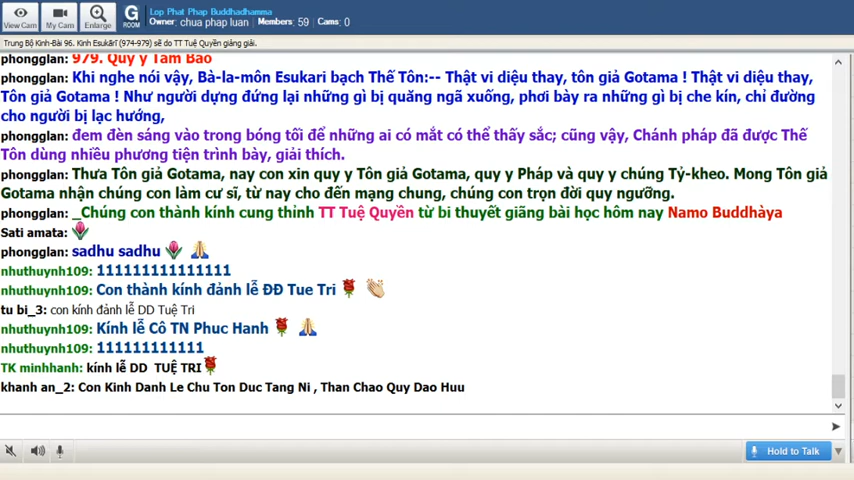 View Cam
My Cam
Enlarge
G
ROOM
Lop Phat Phap Buddhadhamma
Owner: chua phap luan Members: 59 Cams: 0
Trung Bộ Kinh-Bài 96. Kinh Esukārī (974-979) sẽ do TT Tuệ Quyền giảng giải.
phongglan: 979. Quy y Tam Bảo
phongglan: Khi nghe nói vậy, Bà-la-môn Esukari bạch Thế Tôn:-- Thật vi diệu thay, tôn giả Gotama ! Thật vi diệu thay,
Tôn giả Gotama ! Như người dựng đứng lại những gì bị quăng ngã xuống, phơi bày ra những gì bị che kín, chỉ đường
cho người bị lạc hướng,
phongglan: đem đèn sáng vào trong bóng tối để những ai có mắt có thể thấy sắc; cũng vậy, Chánh pháp đã được Thế
Tôn dùng nhiều phương tiện trình bày, giải thích.
phongglan: Thưa Tôn giả Gotama, nay con xin quy y Tôn giả Gotama, quy y Pháp và quy y chúng Tỷ-kheo. Mong Tôn giả
Gotama nhận chúng con làm cư sĩ, từ nay cho đến mạng chung, chúng con trọn đời quy ngưỡng.
phongglan: _Chúng con thành kính cung thỉnh TT Tuệ Quyền từ bi thuyết giãng bài học hôm nay Namo Buddhàya
Sati amata:
phongglan: sadhu sadhu
nhuthuynh109: 1111111111111111
nhuthuynh109: Con thành kính đảnh lễ ĐĐ Tue Tri
tu bi_3: con kính đảnh lễ DD Tuệ Tri
nhuthuynh109: Kính lễ Cô TN Phuc Hanh
nhuthuynh109: 1111111111111
TK minhhanh: kính lễ DD TUỆ TRI
khanh an_2: Con Kinh Danh Le Chu Ton Duc Tang Ni , Than Chao Quy Dao Huu
Hold to Talk